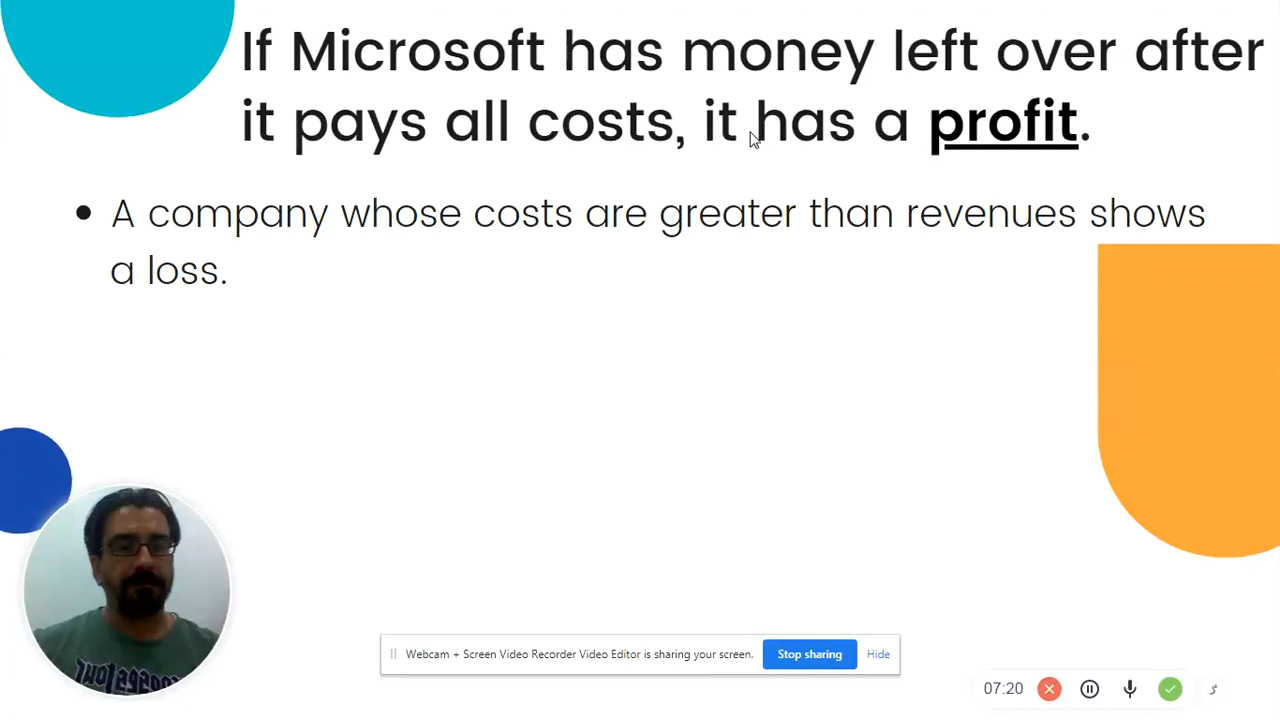 If Microsoft has money left over after
it pays all costs, it has a profit.
• A company whose costs are greater than revenues shows
a loss.
Webcam + Screen Video Recorder Video Editor is sharing your screen. Stop sharing Hide
07:20